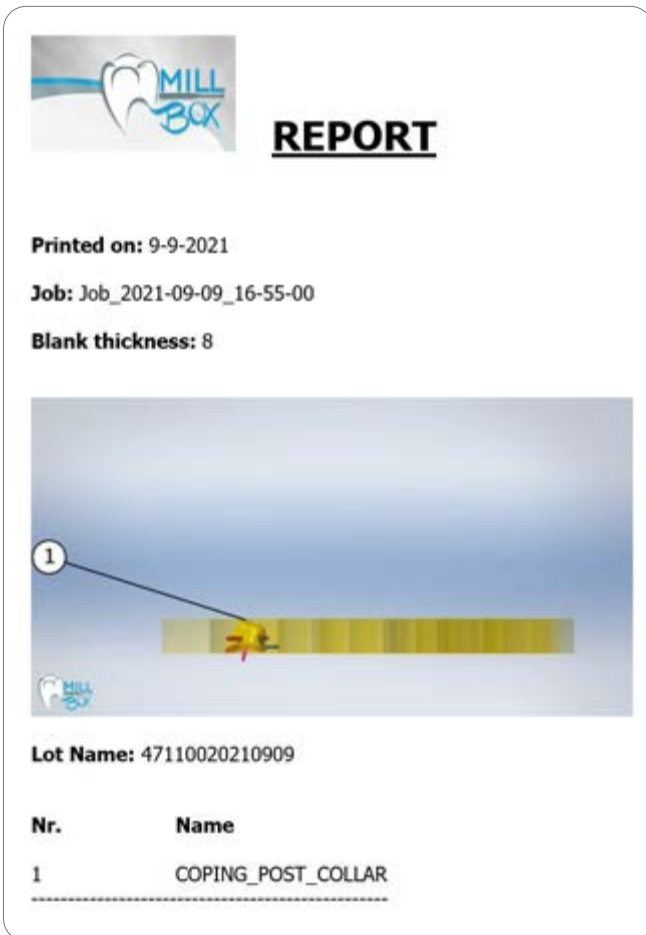 MILL
BOX
REPORT
Printed on: 9-9-2021
Job: Job_2021-09-09_16-55-00
Blank thickness: 8
1
MILL
BOX
Lot Name: 47110020210909
Nr. Name
1 COPING_POST_COLLAR
------------------------------------------------